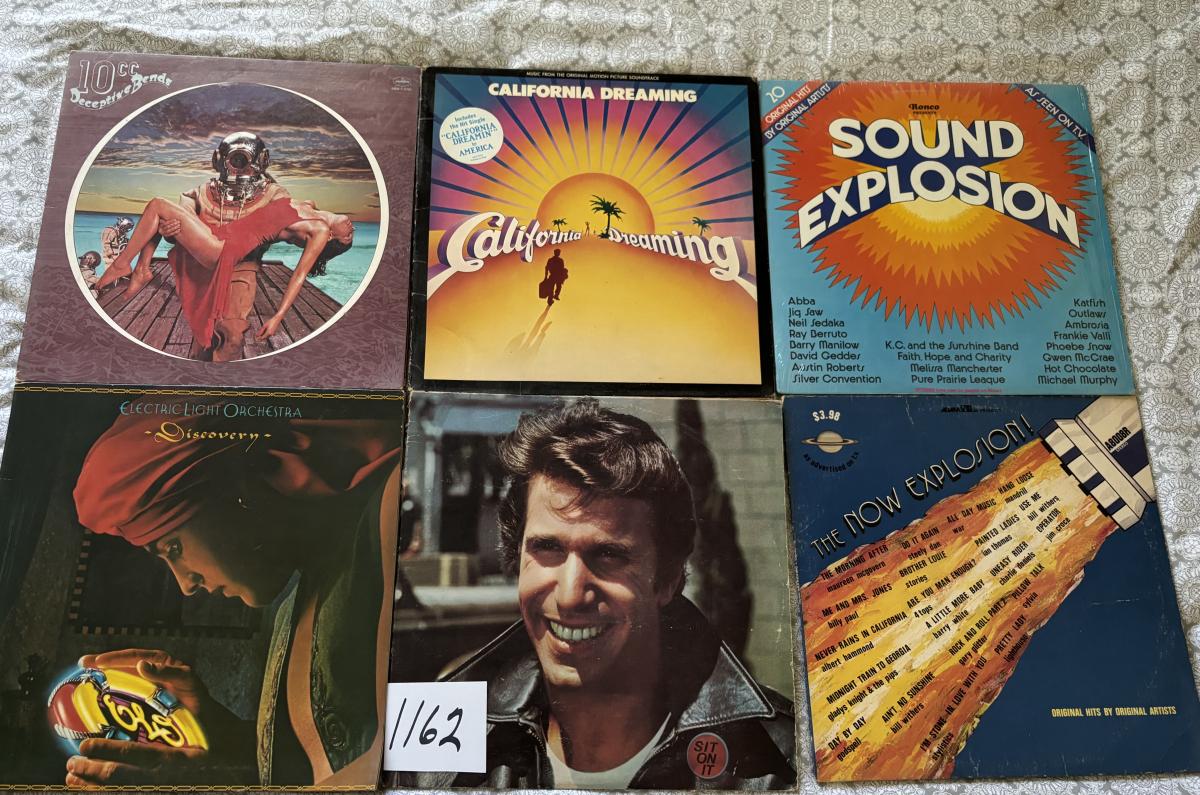 10cc
Deceptive Bends
MUSIC FROM THE ORIGINAL MOTION PICTURE SOUNDTRACK
CALIFORNIA DREAMING
Includes
The Hit Single
"CALIFORNIA
DREAMIN'"
by
AMERICA
California Dreaming
20
ORIGINAL HITS
BY ORIGINAL ARTISTS
Ronco
PRESENTS
AS SEEN ON T.V.
SOUND
EXPLOSION
Abba
Jig Saw
Neil Sedaka
Ray Berruto
Barry Manilow
David Geddes
Austin Roberts
Silver Convention
K.C. and the Sunshine Band
Faith, Hope, and Charity
Melissa Manchester
Pure Prairie League
Katfish
Outlaws
Ambrosia
Frankie Valli
Phoebe Snow
Gwen McCrae
Hot Chocolate
Michael Murphy
ELECTRIC LIGHT ORCHESTRA
- Discovery -
ELO
1162
SIT
ON
IT
$3.98
as advertised on t.v.
THE NOW EXPLOSION!
A8008R
THE MORNING AFTER
maureen mcgovern
DO IT AGAIN
steely dan
ALL DAY MUSIC
war
HANG LOOSE
mandrill
ME AND MRS. JONES
billy paul
BROTHER LOUIE
stories
PAINTED LADIES
ian thomas
USE ME
bill withers
NEVER RAINS IN CALIFORNIA
albert hammond
ARE YOU MAN ENOUGH?
4 tops
UNEASY RIDER
charlie daniels
OPERATOR
jim croce
MIDNIGHT TRAIN TO GEORGIA
gladys knight & the pips
A LITTLE MORE BABY
barry white
ROCK AND ROLL PART 2
gary glitter
PILLOW TALK
sylvia
DAY BY DAY
godspell
AIN'T NO SUNSHINE
bill withers
I'M STONE IN LOVE WITH YOU
stylistics
PRETTY LADY
lighthouse
ORIGINAL HITS BY ORIGINAL ARTISTS